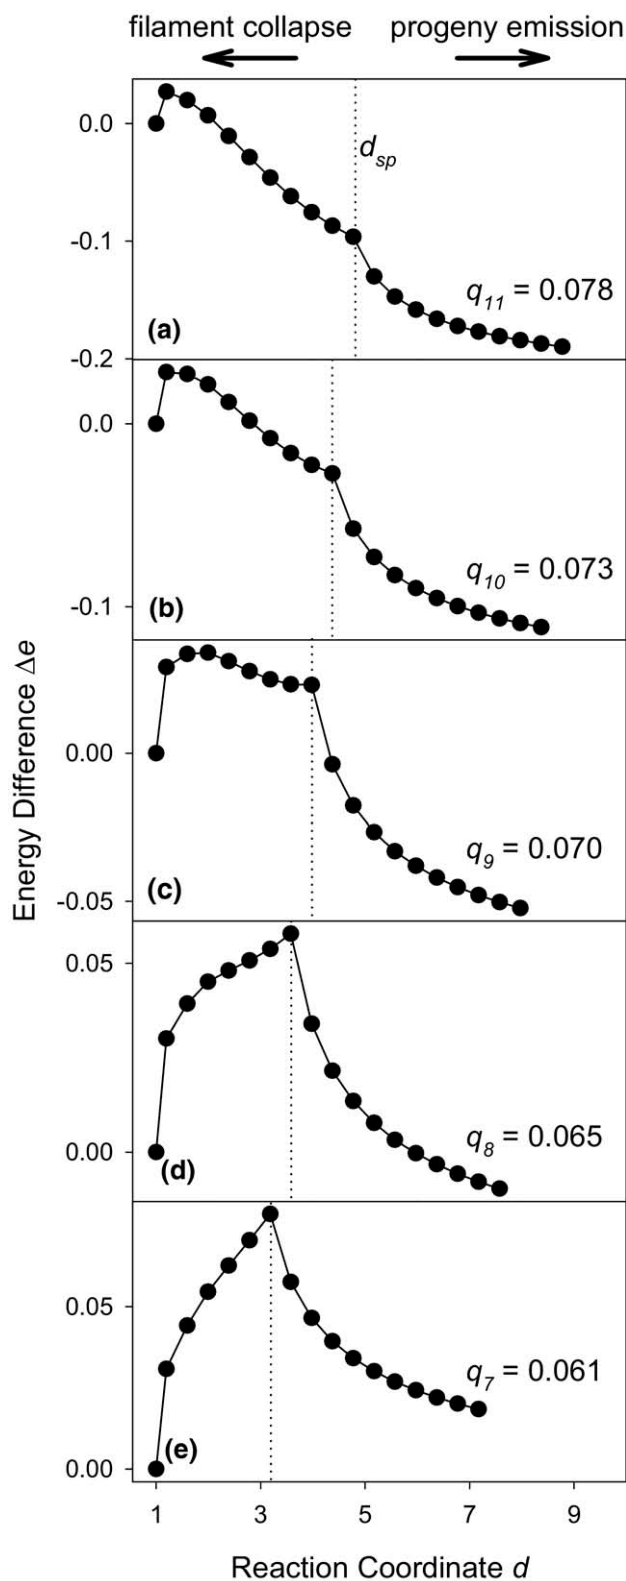 filament collapse progeny emission
0.0
d_sp
-0.1
q_11 = 0.078
(a)
-0.2
0.0
q_10 = 0.073
-0.1
(b)
0.00
q_9 = 0.070
(c)
-0.05
0.05
q_8 = 0.065
0.00
(d)
0.05
q_7 = 0.061
(e)
0.00
Energy Difference Δe
1 3 5 7 9
Reaction Coordinate d